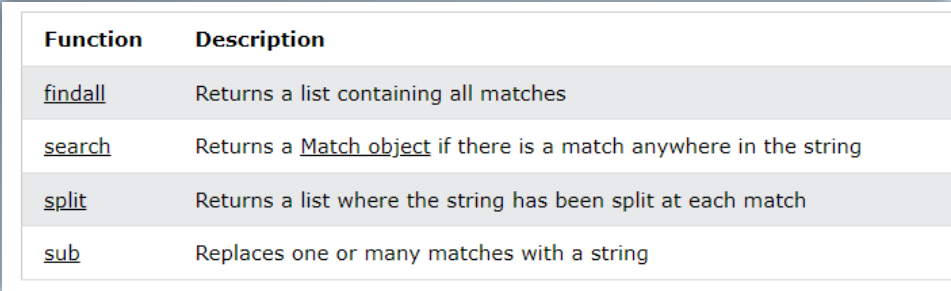 Function Description
findall Returns a list containing all matches
search Returns a Match object if there is a match anywhere in the string
split Returns a list where the string has been split at each match
sub Replaces one or many matches with a string